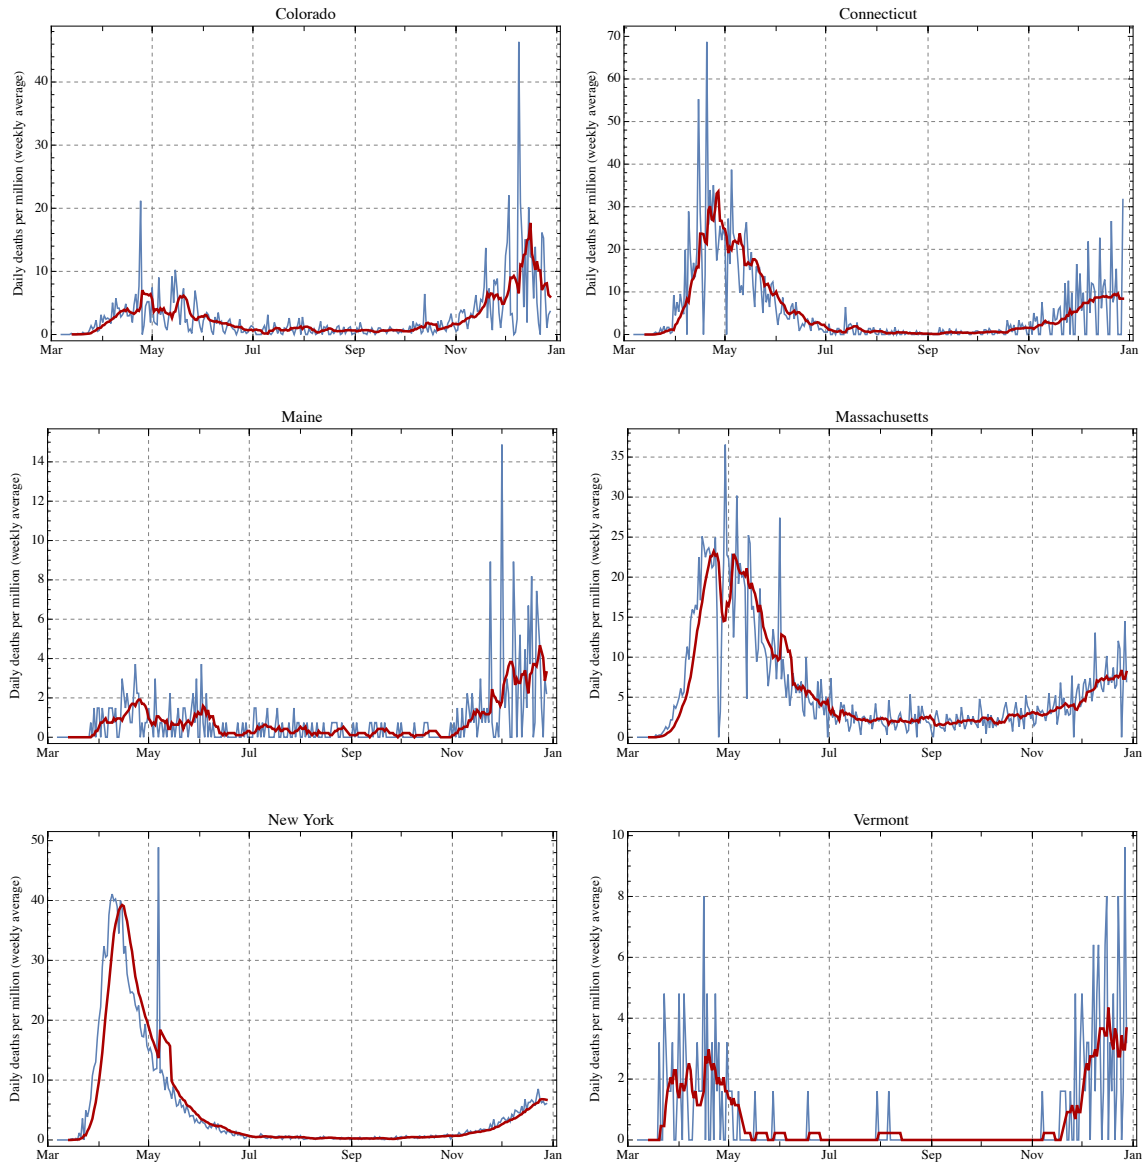 Colorado
Daily deaths per million (weekly average)
40
30
20
10
0
Mar May Jul Sep Nov Jan
Connecticut
Daily deaths per million (weekly average)
70
60
50
40
30
20
10
0
Mar May Jul Sep Nov Jan
Maine
Daily deaths per million (weekly average)
14
12
10
8
6
4
2
0
Mar May Jul Sep Nov Jan
Massachusetts
Daily deaths per million (weekly average)
35
30
25
20
15
10
5
0
Mar May Jul Sep Nov Jan
New York
Daily deaths per million (weekly average)
50
40
30
20
10
0
Mar May Jul Sep Nov Jan
Vermont
Daily deaths per million (weekly average)
10
8
6
4
2
0
Mar May Jul Sep Nov Jan